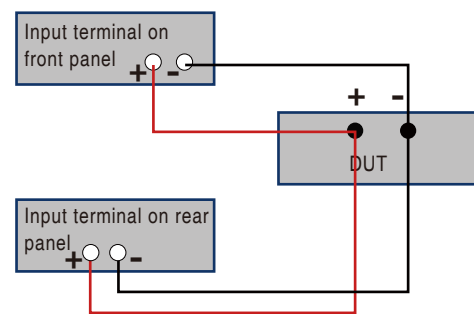 Input terminal on
front panel
+ -
+ -
DUT
Input terminal on rear
panel
+ -